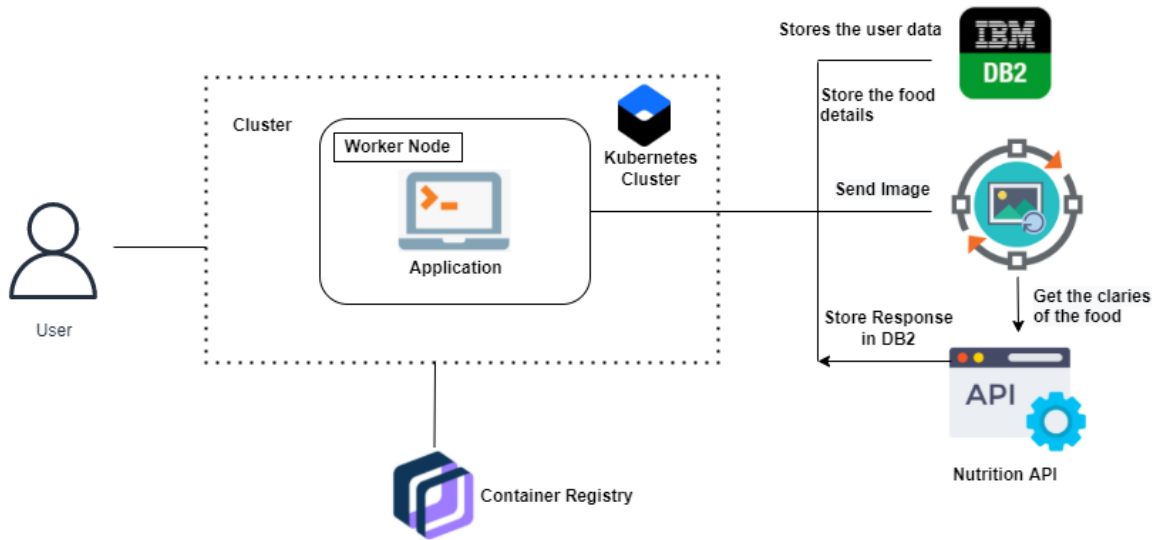 Stores the user data
IBM
DB2
Store the food
details
Cluster
Worker Node
Kubernetes
Cluster
Application
Send Image
User
Get the claries
of the food
Store Response
in DB2
API
Nutrition API
Container Registry